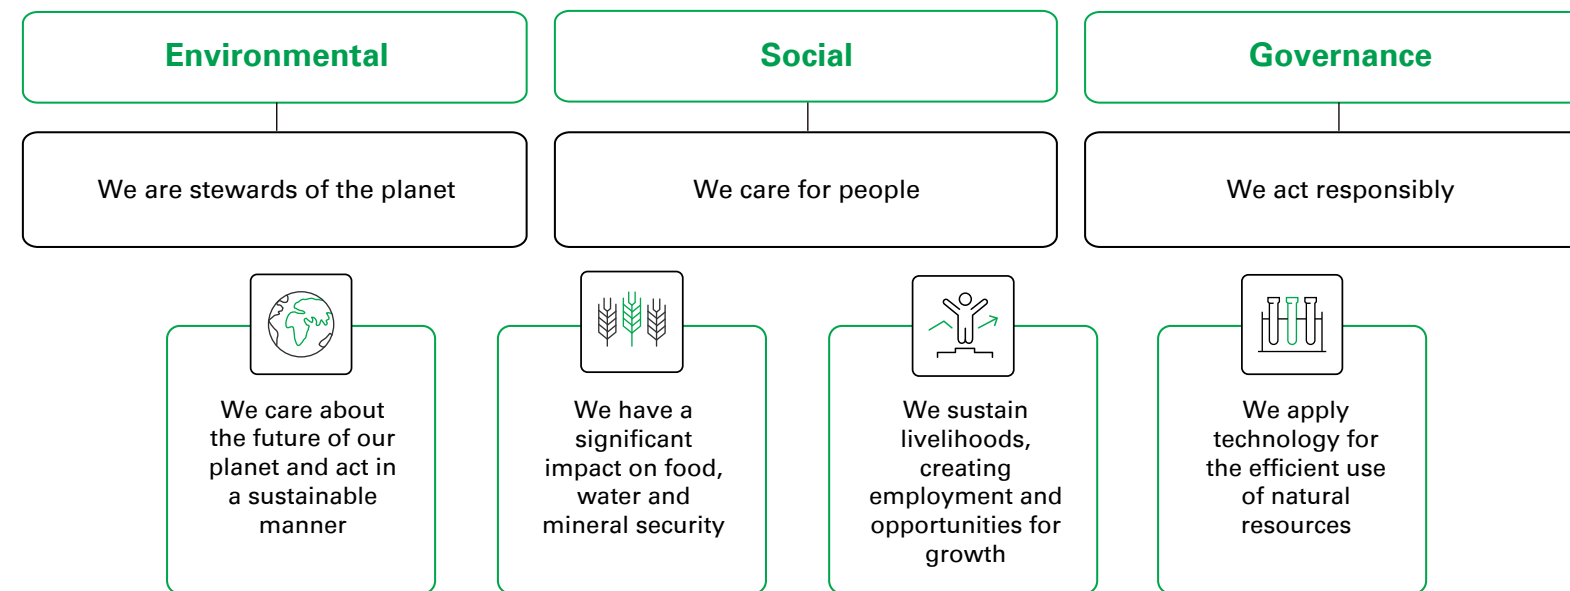 Environmental
Social
Governance
We are stewards of the planet
We care for people
We act responsibly
We care about
the future of our
planet and act in
a sustainable
manner
We have a
significant
impact on food,
water and
mineral security
We sustain
livelihoods,
creating
employment and
opportunities for
growth
We apply
technology for
the efficient use
of natural
resources